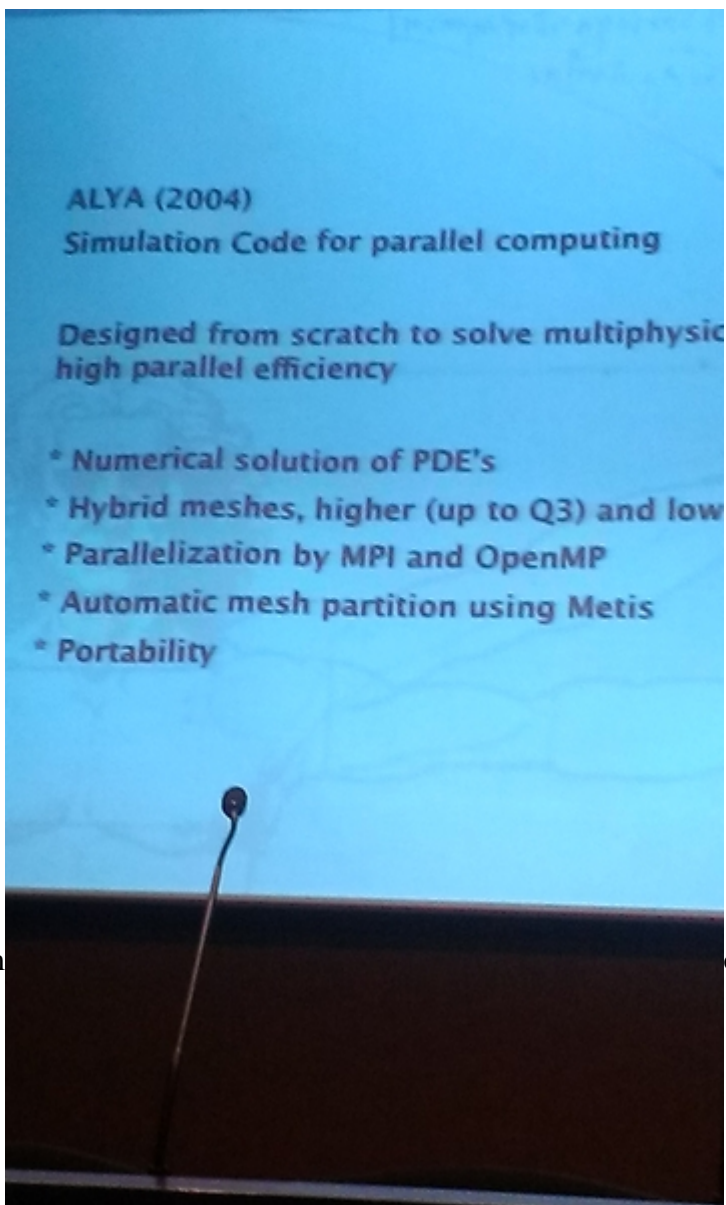 ALYA (2004)
Simulation Code for parallel computing
Designed from scratch to solve multiphysic
high parallel efficiency
* Numerical solution of PDE's
* Hybrid meshes, higher (up to Q3) and low
* Parallelization by MPI and OpenMP
* Automatic mesh partition using Metis
* Portability